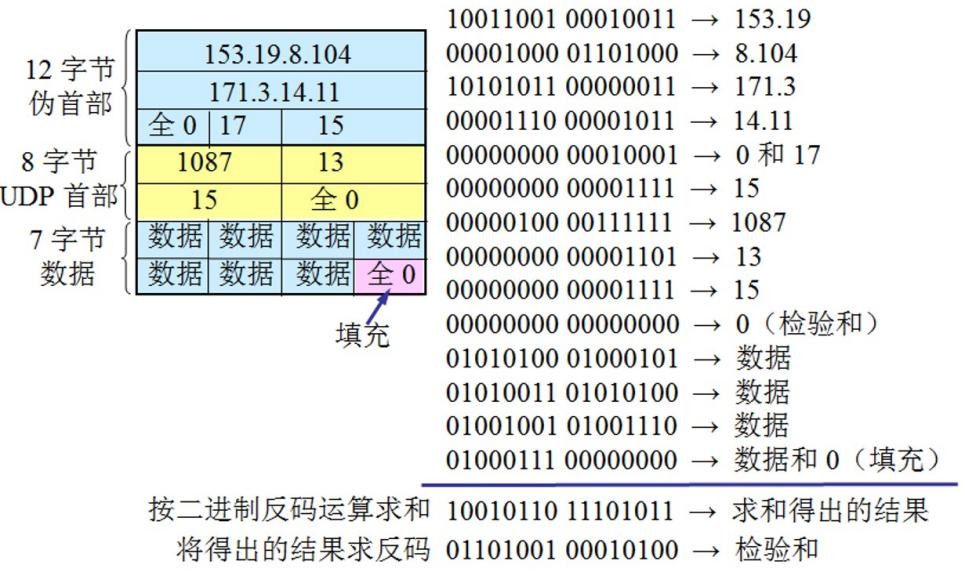 12 字节
伪首部
8 字节
UDP 首部
7 字节
数据
153.19.8.104
171.3.14.11
全 0 17 15
1087 13
15 全 0
数据 数据 数据 数据
数据 数据 数据 全 0
填充
10011001 00010011 → 153.19
00001000 01101000 → 8.104
10101011 00000011 → 171.3
00001110 00001011 → 14.11
00000000 00010001 → 0 和 17
00000000 00001111 → 15
00000100 00111111 → 1087
00000000 00001101 → 13
00000000 00001111 → 15
00000000 00000000 → 0（检验和）
01010100 01000101 → 数据
01010011 01010100 → 数据
01001001 01001110 → 数据
01000111 00000000 → 数据和 0（填充）
按二进制反码运算求和 10010110 11101011 → 求和得出的结果
将得出的结果求反码 01101001 00010100 → 检验和